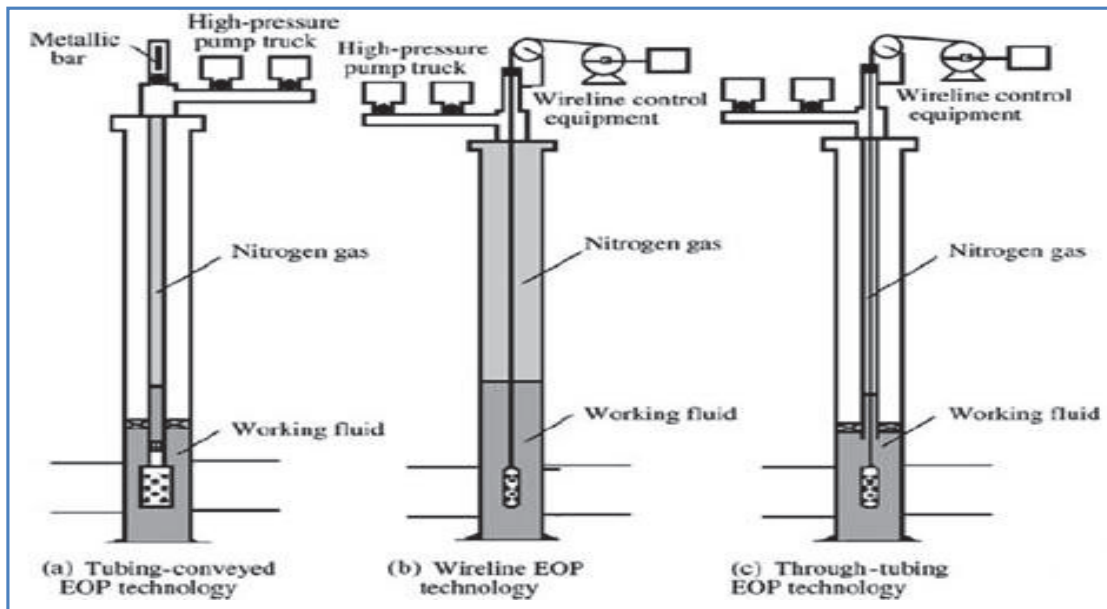 Metallic
bar
High-pressure
pump truck
Nitrogen gas
Working fluid
(a) Tubing-conveyed
EOP technology
High-pressure
pump truck
Wireline control
equipment
Nitrogen gas
Working fluid
(b) Wireline EOP
technology
Wireline control
equipment
Nitrogen gas
Working fluid
(c) Through-tubing
EOP technology